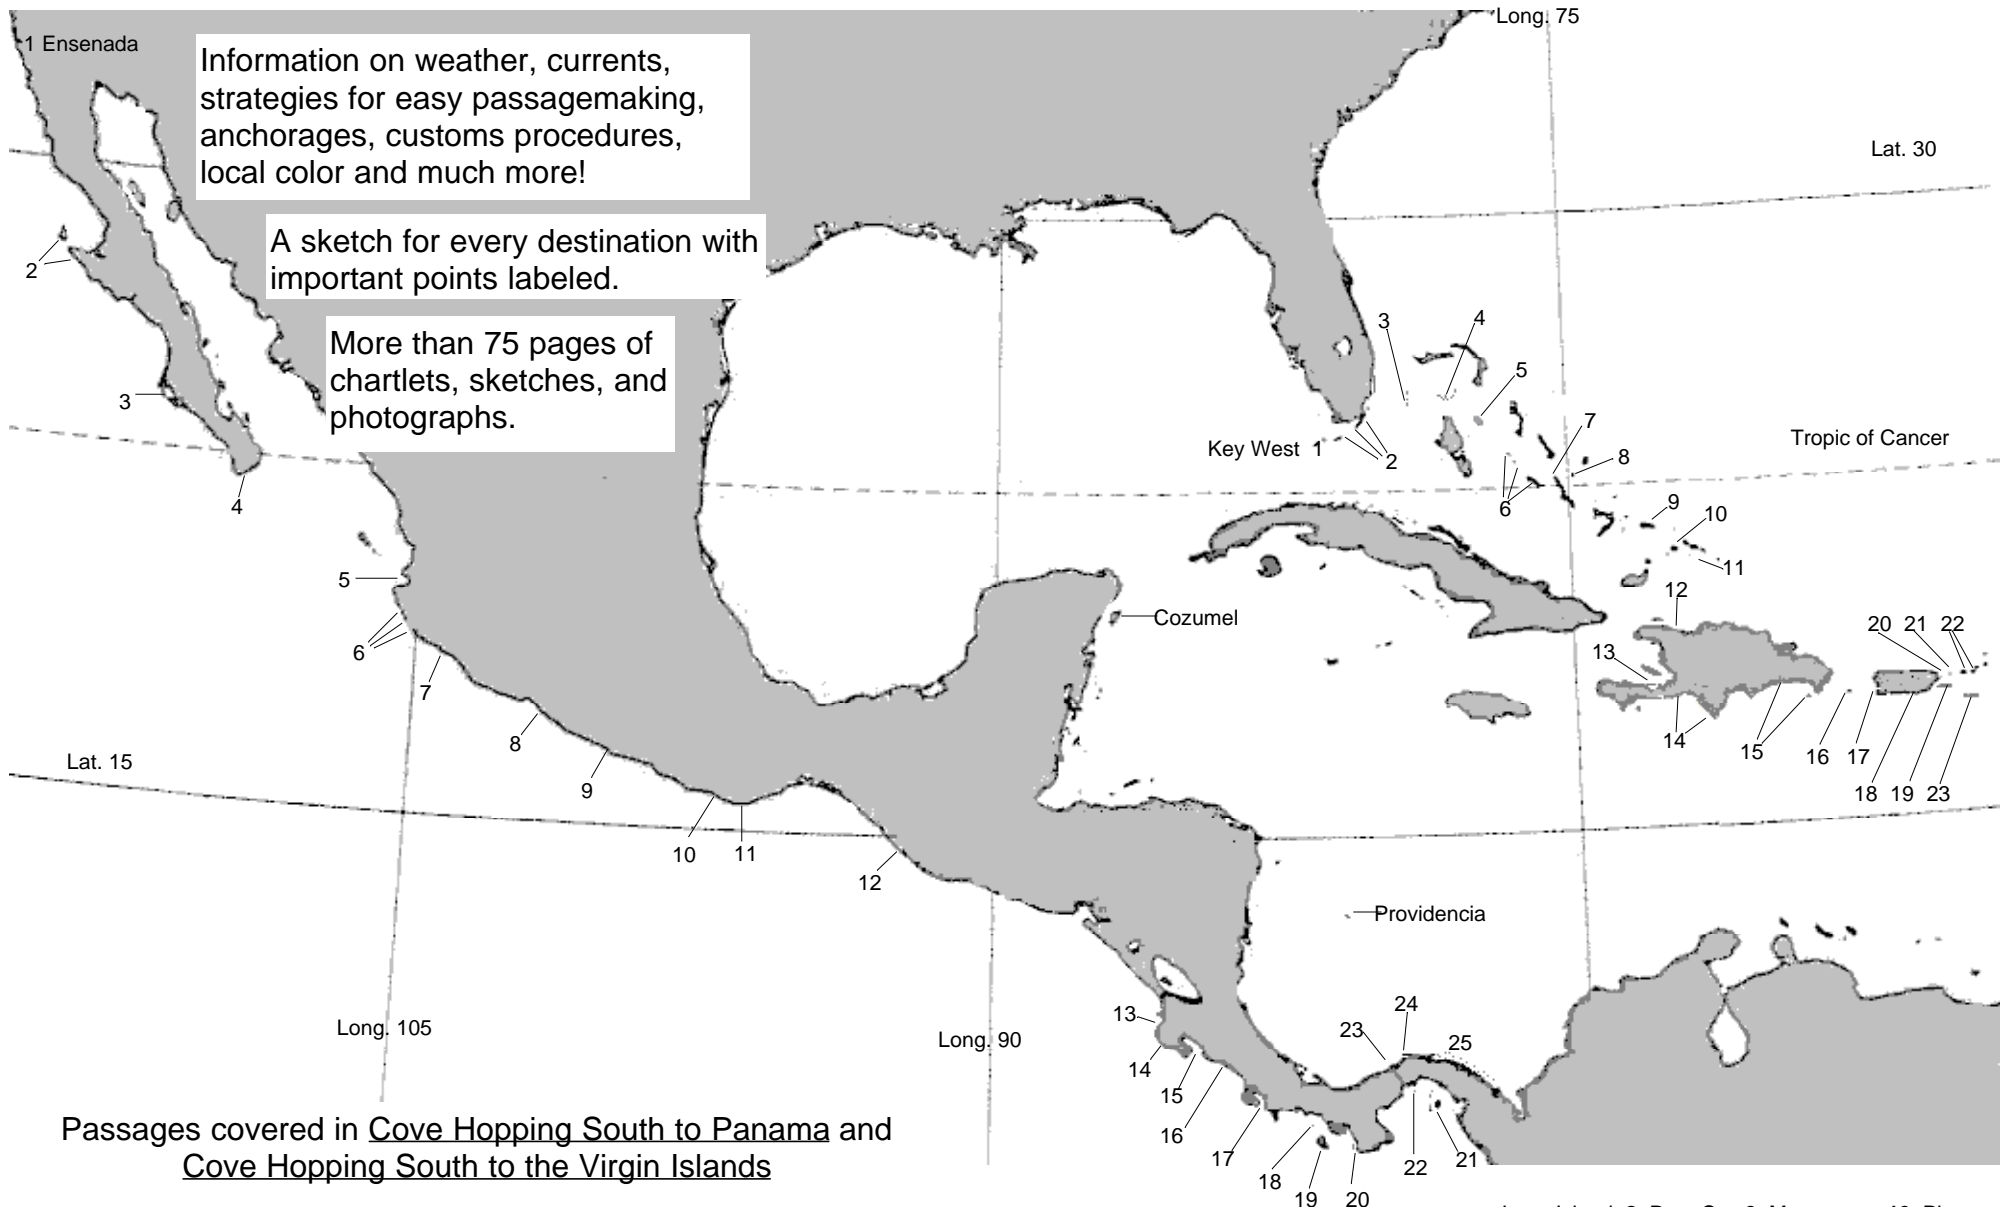 Long. 75
1 Ensenada
Information on weather, currents,
strategies for easy passagemaking,
anchorages, customs procedures,
local color and much more!
Lat. 30
A sketch for every destination with
important points labeled.
2
More than 75 pages of
chartlets, sketches, and
photographs.
3
4
5
3
7
Key West 1
2
8
Tropic of Cancer
4
6
9
10
5
11
12
Cozumel
6
13
20 21 22
7
8
14
15
16
17
Lat. 15
9
18 19 23
10
11
12
Providencia
13
24
Long. 105
23
Long. 90
25
14
15
16
17
22
21
18
19
20
Passages covered in Cove Hopping South to Panama and
Cove Hopping South to the Virgin Islands